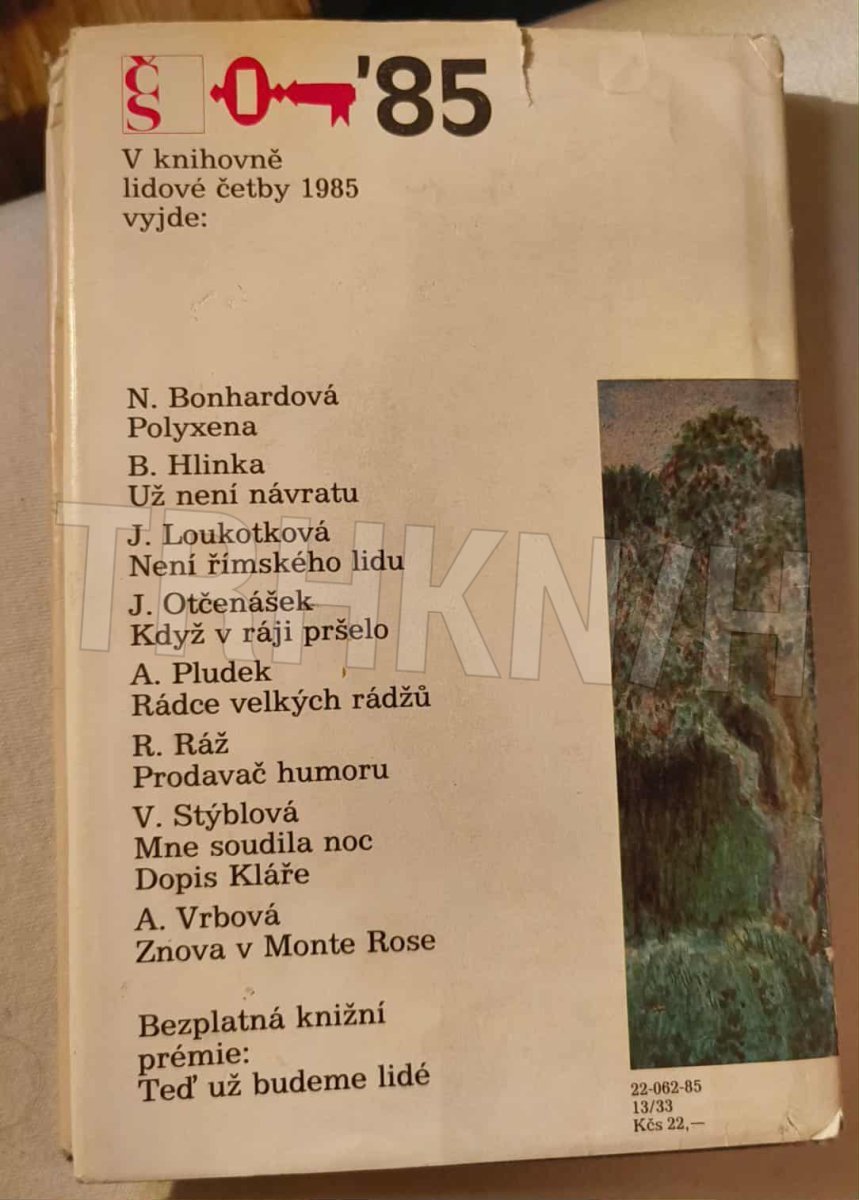 ČS '85
V knihovně
lidové četby 1985
vyjde:
N. Bonhardová
Polyxena
B. Hlinka
Už není návratu
J. Loukotková
Není římského lidu
J. Otčenášek
Když v ráji pršelo
A. Pludek
Rádce velkých rádžů
R. Ráž
Prodavač humoru
V. Stýblová
Mne soudila noc
Dopis Kláře
A. Vrbová
Znova v Monte Rose
Bezplatná knižní
prémie:
Teď už budeme lidé
22-062-85
13/33
Kčs 22,—
TRHKNIH